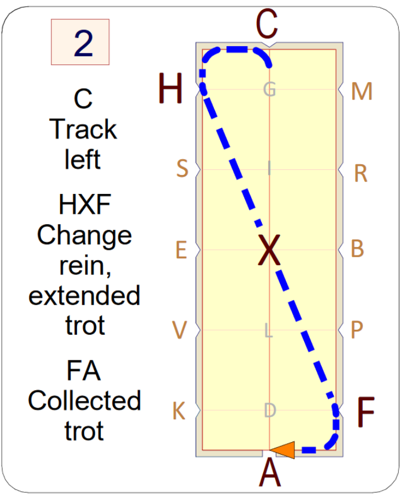 2
C
Track
left
HXF
Change
rein,
extended
trot
FA
Collected
trot
C
H G M
S I R
E X B
V L P
K D F
A